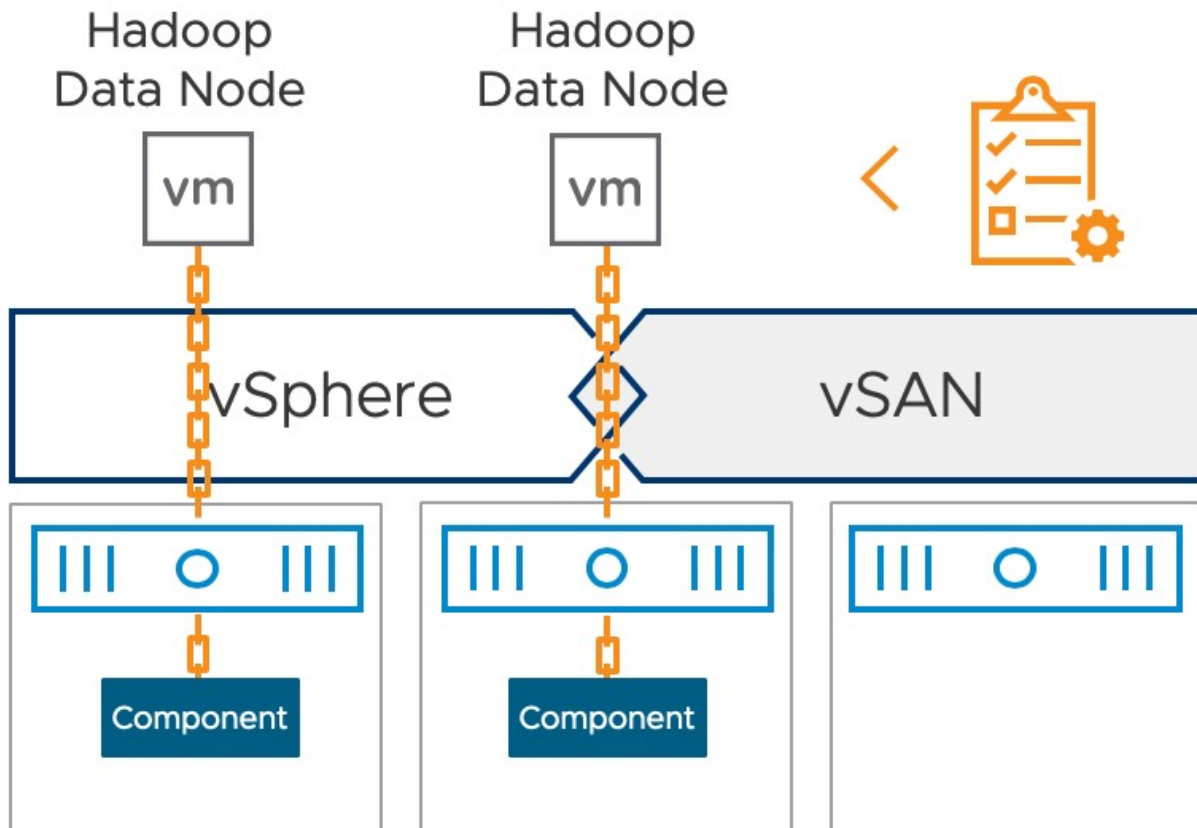 Hadoop
Data Node
Hadoop
Data Node
vm
vm
vSphere
vSAN
Component
Component